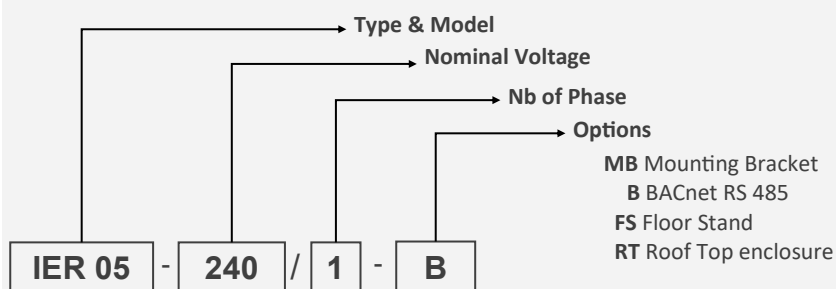 Type & Model
Nominal Voltage
Nb of Phase
Options
MB Mounting Bracket
B BACnet RS 485
FS Floor Stand
RT Roof Top enclosure
IER 05 - 240 / 1 - B